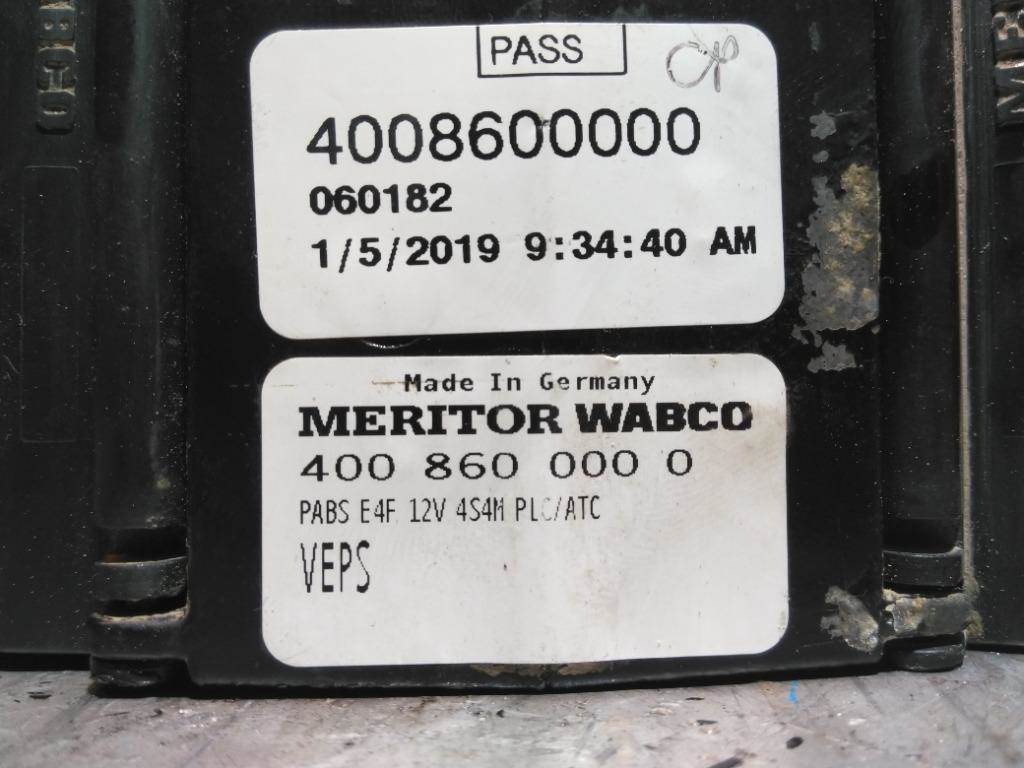 PASS
4008600000
060182
1/5/2019 9:34:40 AM
Made In Germany
MERITOR WABCO
400 860 000 0
PABS E4F 12V 4S4M PLC/ATC
VEPS